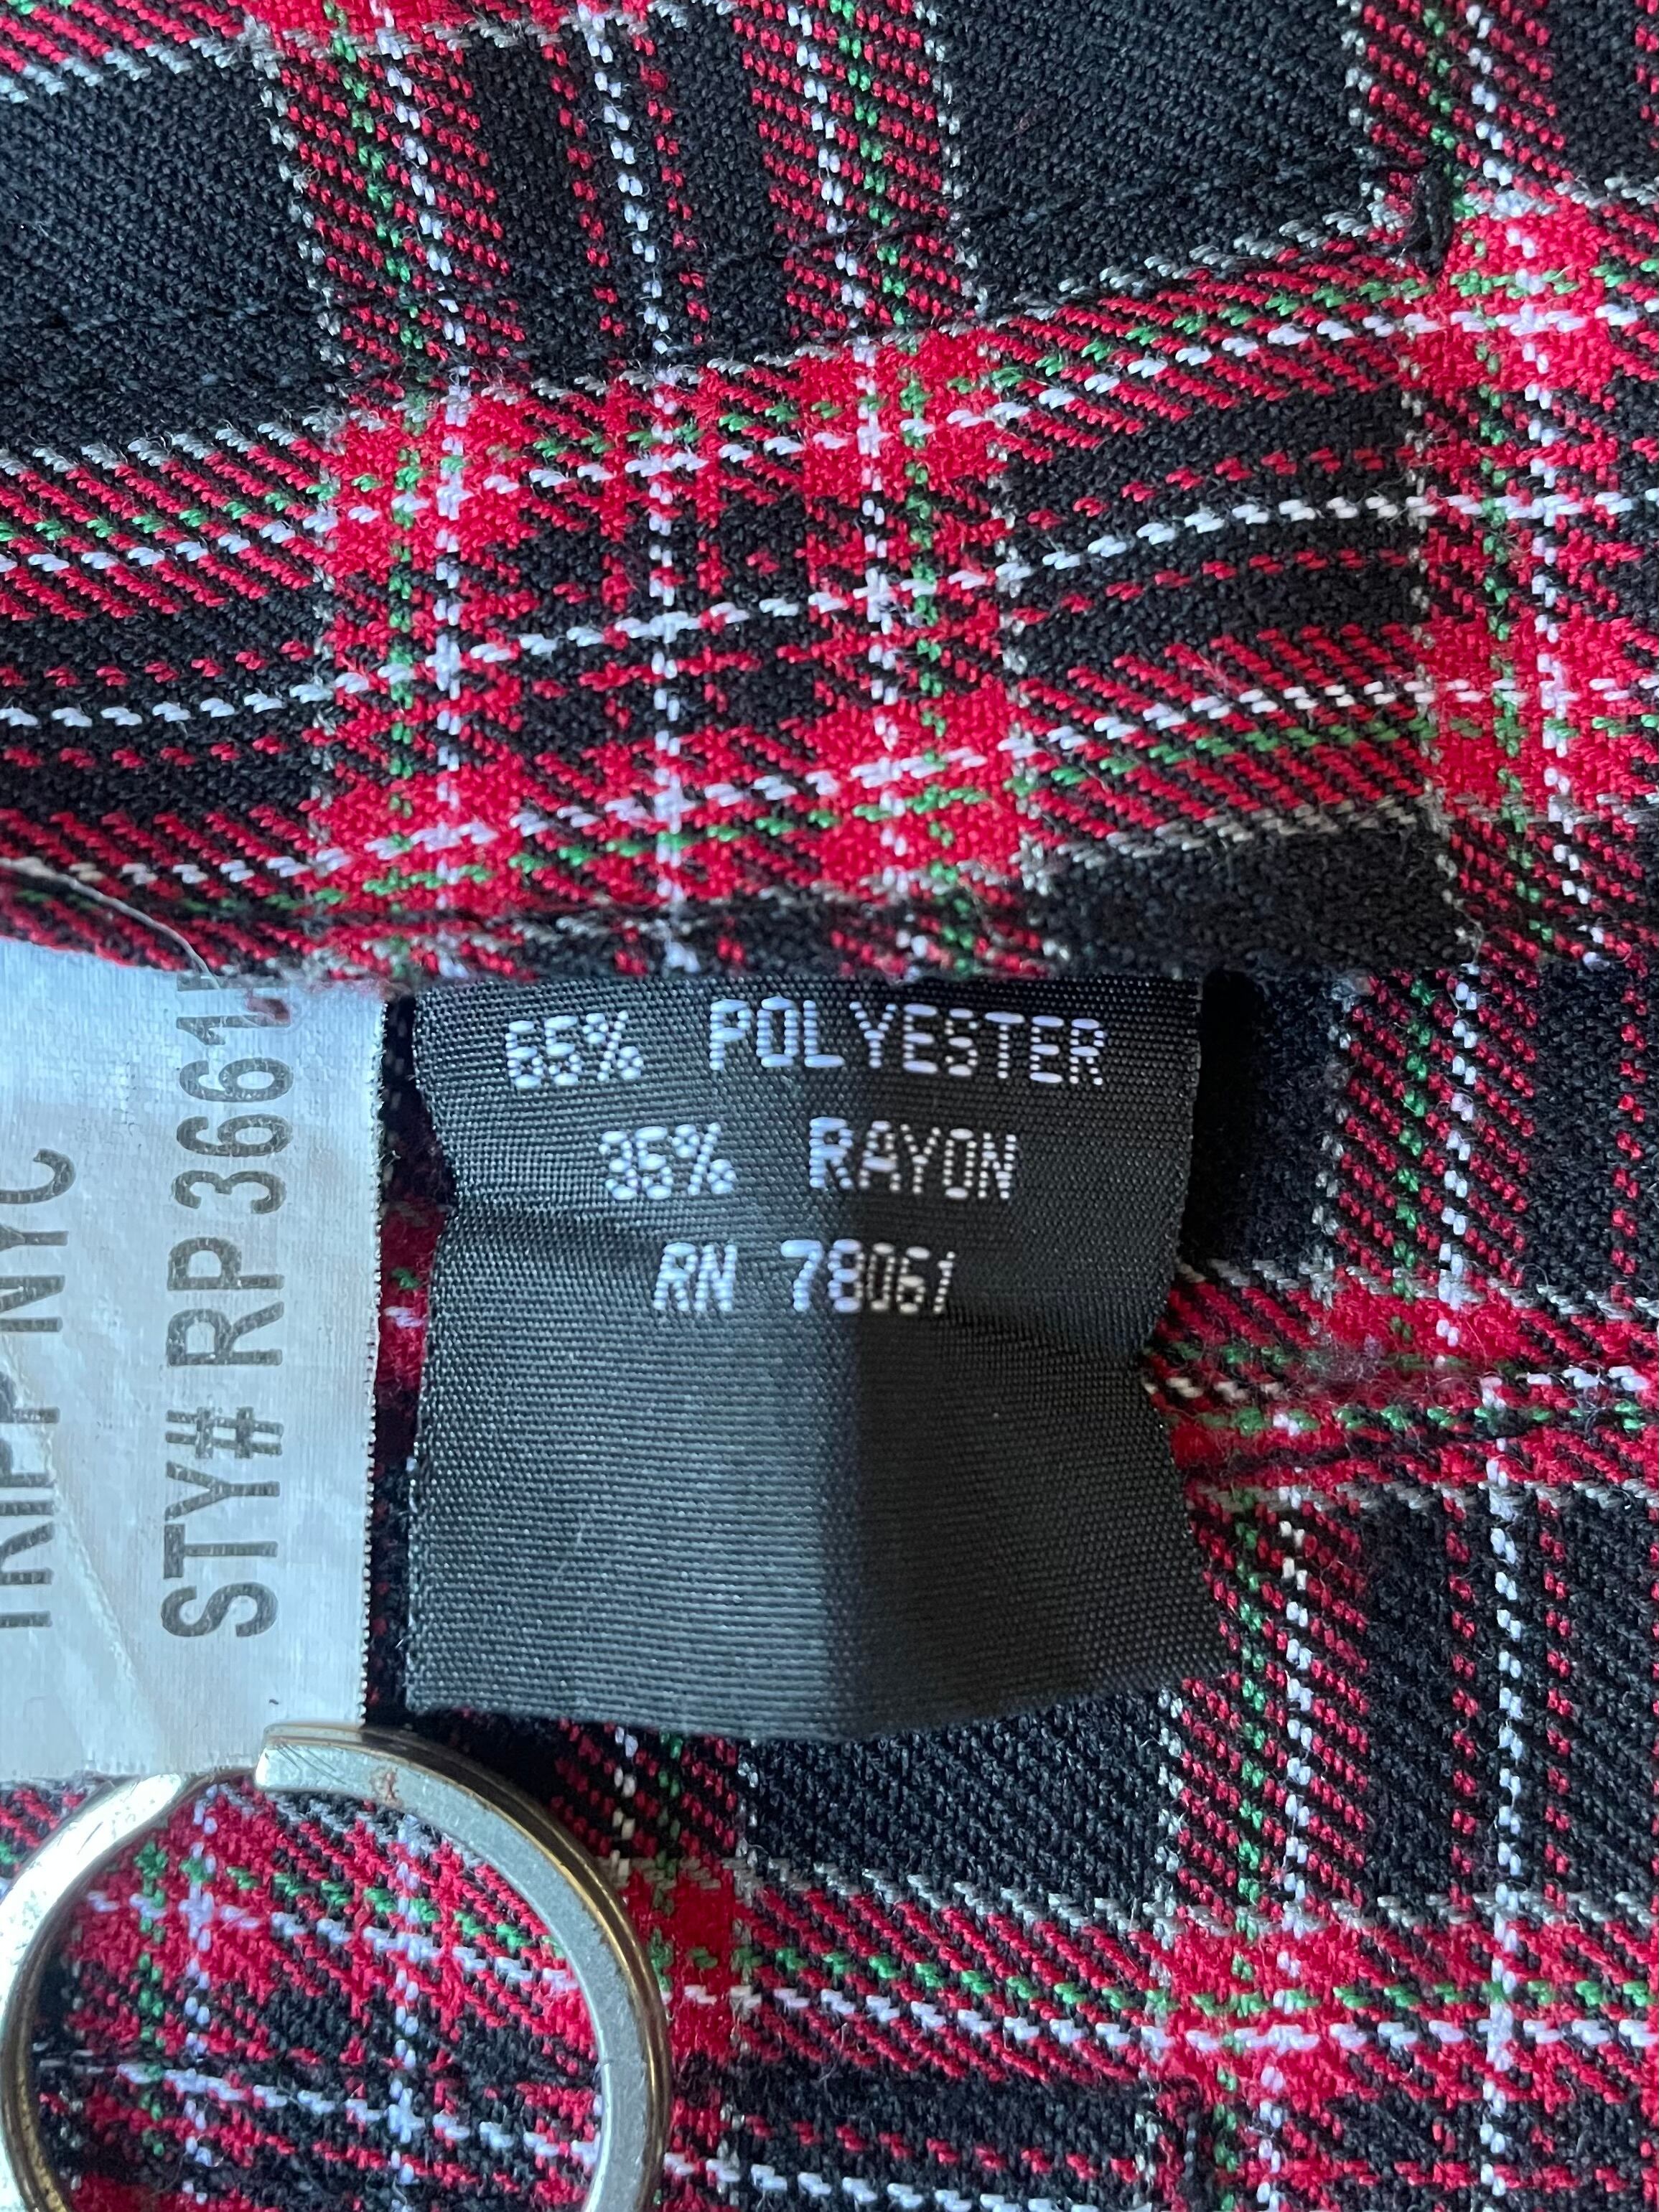 65% POLYESTER
35% RAYON
RN 78061
TRIPP NYC
STY# RP 3661